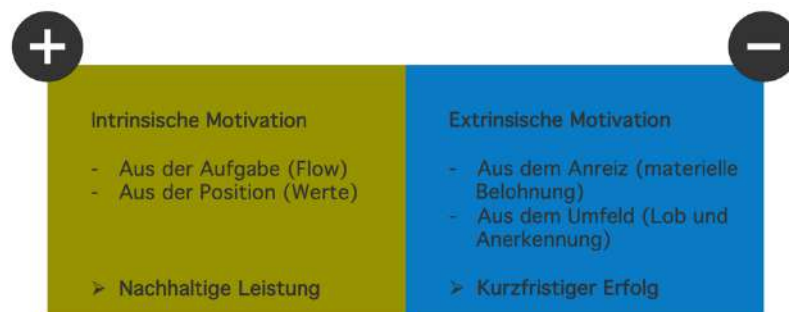 Intrinsische Motivation
- Aus der Aufgabe (Flow)
- Aus der Position (Werte)
➢ Nachhaltige Leistung
Extrinsische Motivation
- Aus dem Anreiz (materielle
Belohnung)
- Aus dem Umfeld (Lob und
Anerkennung)
➢ Kurzfristiger Erfolg